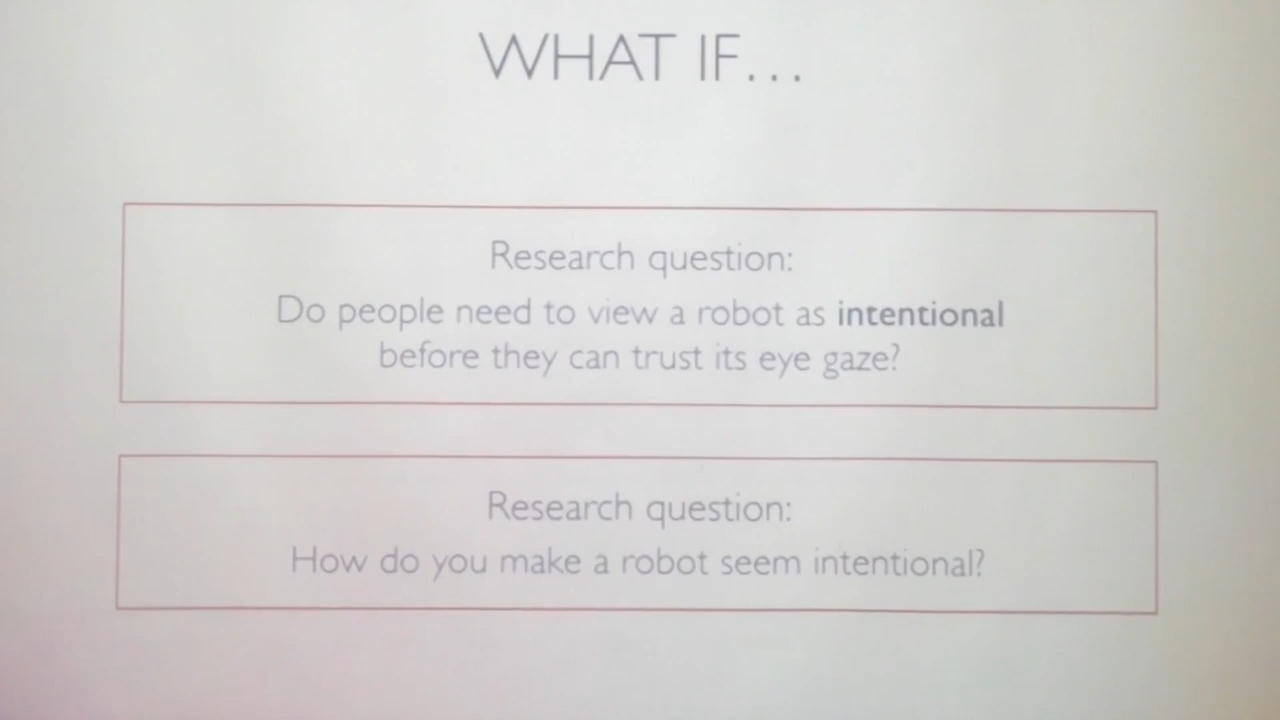 WHAT IF...
Research question:
Do people need to view a robot as intentional
before they can trust its eye gaze?
Research question:
How do you make a robot seem intentional?